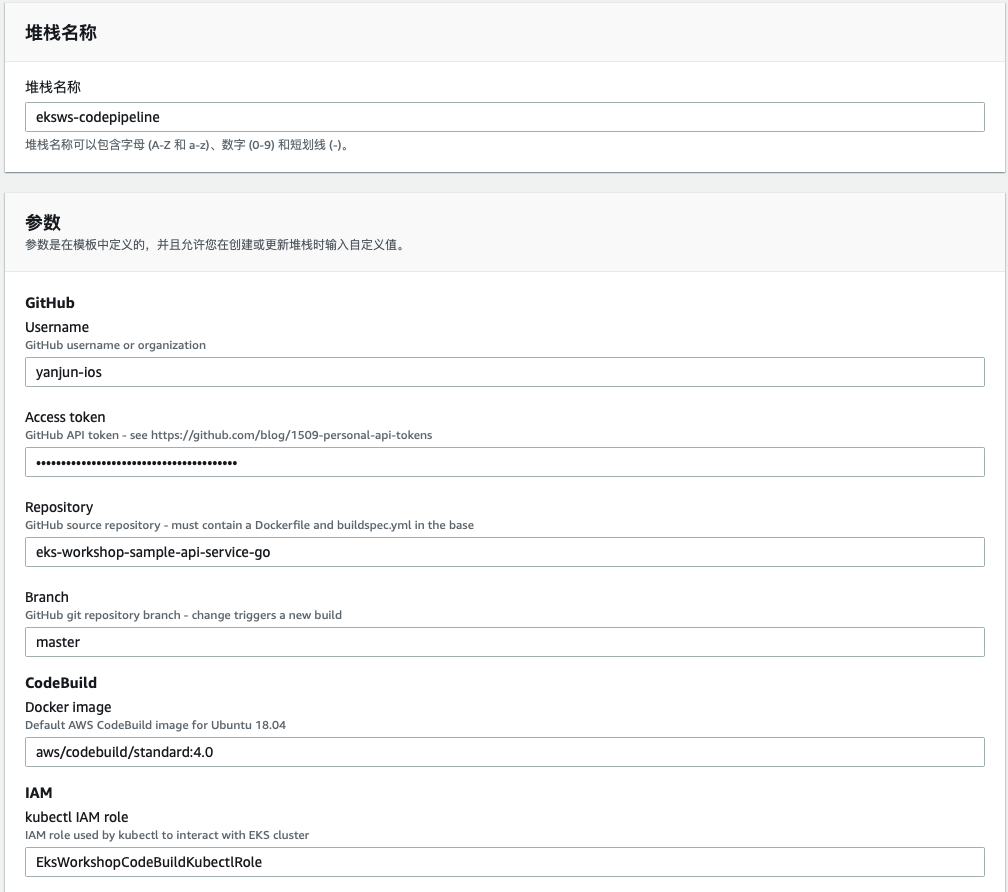 堆栈名称
堆栈名称
eksws-codepipeline
堆栈名称可以包含字母 (A-Z 和 a-z)、数字 (0-9) 和短划线 (-)。
参数
参数是在模板中定义的，并且允许您在创建或更新堆栈时输入自定义值。
GitHub
Username
GitHub username or organization
yanjun-ios
Access token
GitHub API token - see https://github.com/blog/1509-personal-api-tokens
••••••••••••••••••••••••••••••••••••••••
Repository
GitHub source repository - must contain a Dockerfile and buildspec.yml in the base
eks-workshop-sample-api-service-go
Branch
GitHub git repository branch - change triggers a new build
master
CodeBuild
Docker image
Default AWS CodeBuild image for Ubuntu 18.04
aws/codebuild/standard:4.0
IAM
kubectl IAM role
IAM role used by kubectl to interact with EKS cluster
EksWorkshopCodeBuildKubectlRole